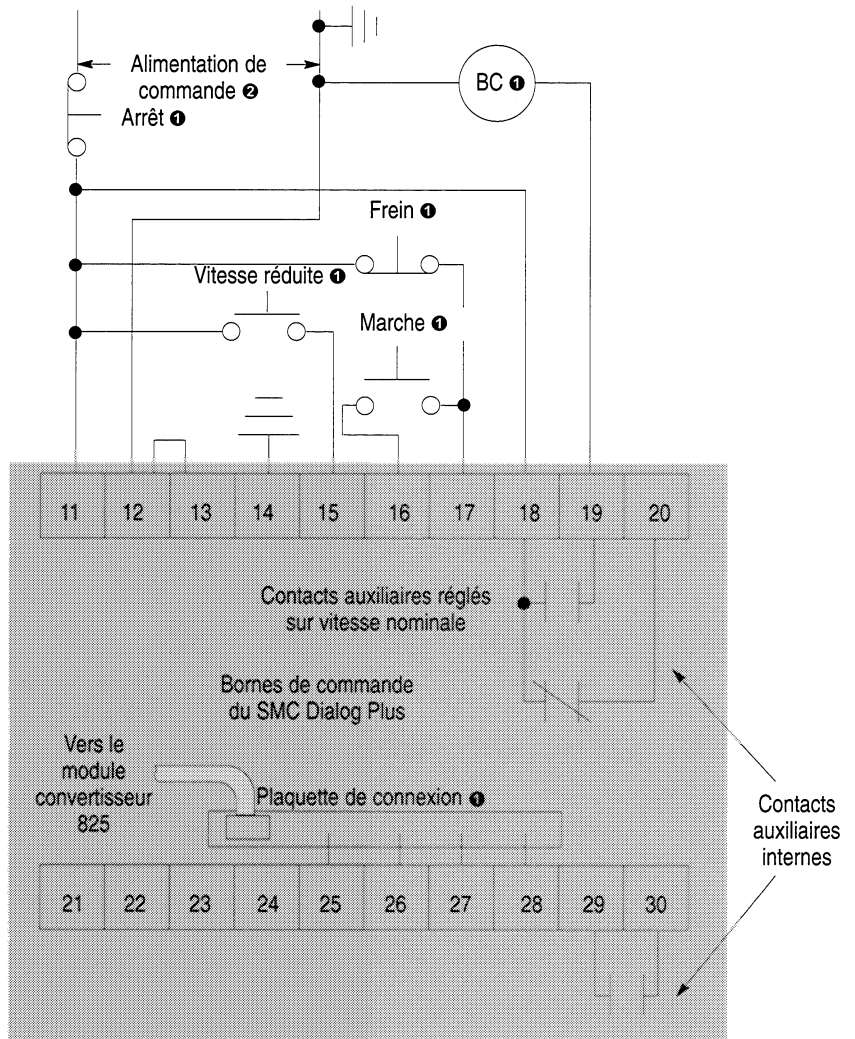 Alimentation de
commande ❷
BC ❶
Arrêt ❶
Frein ❶
Vitesse réduite ❶
Marche ❶
11 12 13 14 15 16 17 18 19 20
Contacts auxiliaires réglés
sur vitesse nominale
Bornes de commande
du SMC Dialog Plus
Vers le
module
convertisseur
825
Plaquette de connexion ❶
Contacts
auxiliaires
internes
21 22 23 24 25 26 27 28 29 30